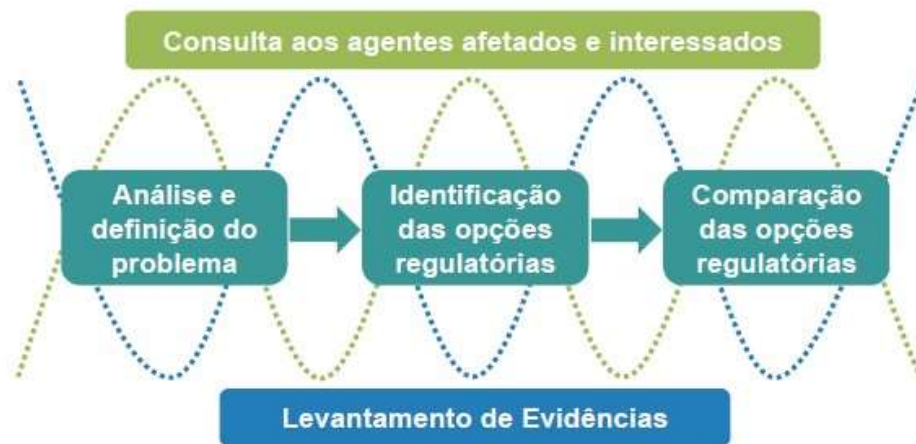 Consulta aos agentes afetados e interessados
Análise e
definição do
problema
Identificação
das opções
regulatórias
Comparação
das opções
regulatórias
Levantamento de Evidências